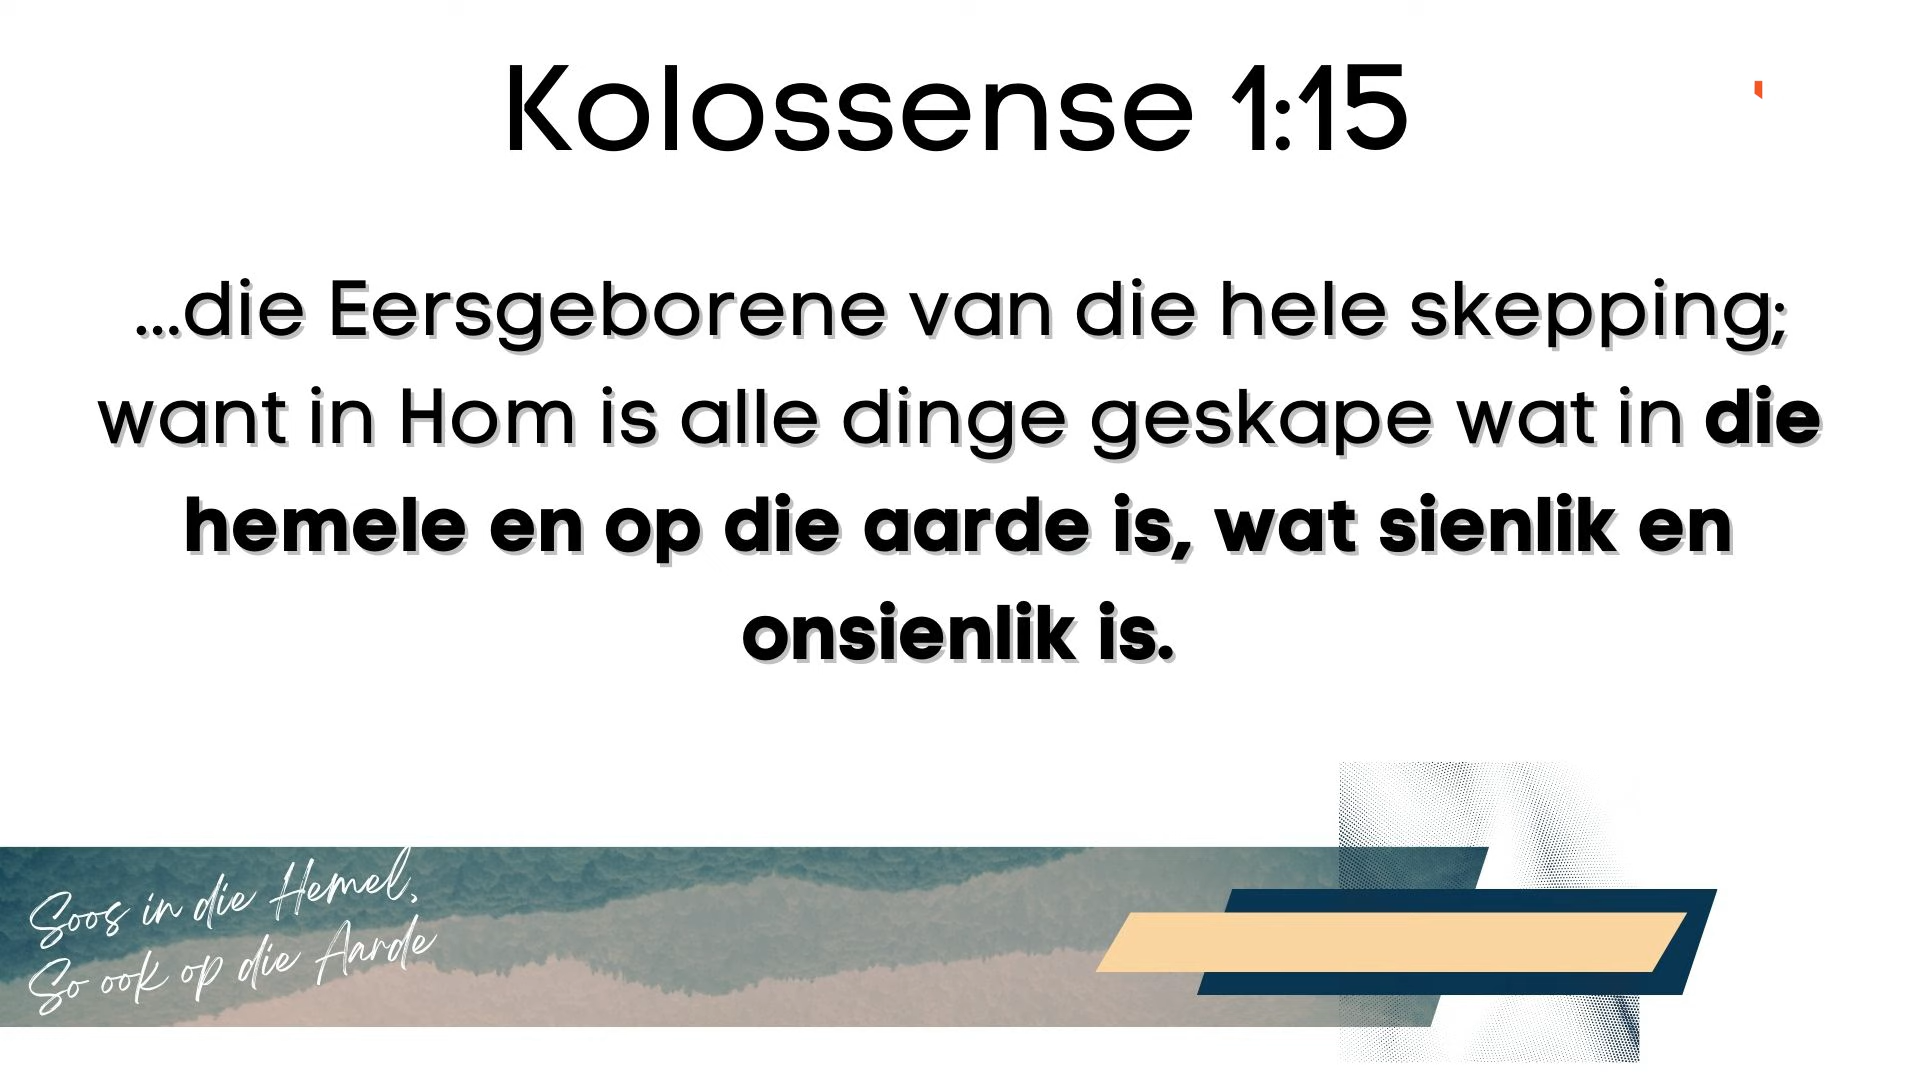 Kolossense 1:15
...die Eersgeborene van die hele skepping;
want in Hom is alle dinge geskape wat in die
hemele en op die aarde is, wat sienlik en
onsienlik is.
Soos in die Hemel,
So ook op die Aarde